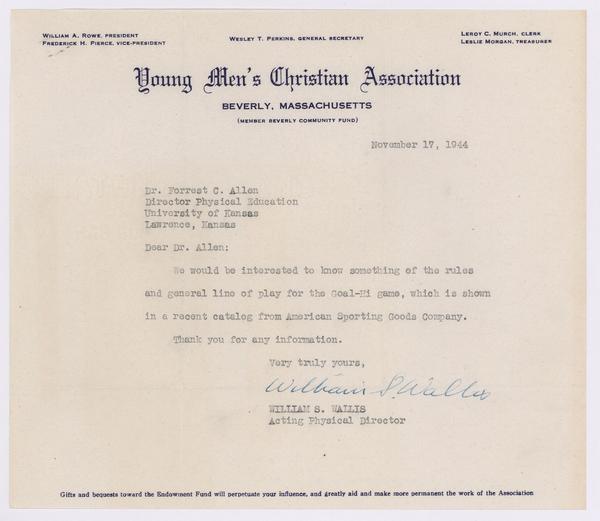 William A. Rowe, President
Frederick H. Pierce, Vice-President
Wesley T. Perkins, General Secretary
Leroy C. Murch, Clerk
Leslie Morgan, Treasurer
Young Men's Christian Association
BEVERLY, MASSACHUSETTS
(MEMBER BEVERLY COMMUNITY FUND)
November 17, 1944
Dr. Forrest C. Allen
Director Physical Education
University of Kansas
Lawrence, Kansas
Dear Dr. Allen:
We would be interested to know something of the rules
and general line of play for the Goal-Hi game, which is shown
in a recent catalog from American Sporting Goods Company.
Thank you for any information.
Very truly yours,
William S. Wallis
WILLIAM S. WALLIS
Acting Physical Director
Gifts and bequests toward the Endowment Fund will perpetuate your influence, and greatly aid and make more permanent the work of the Association